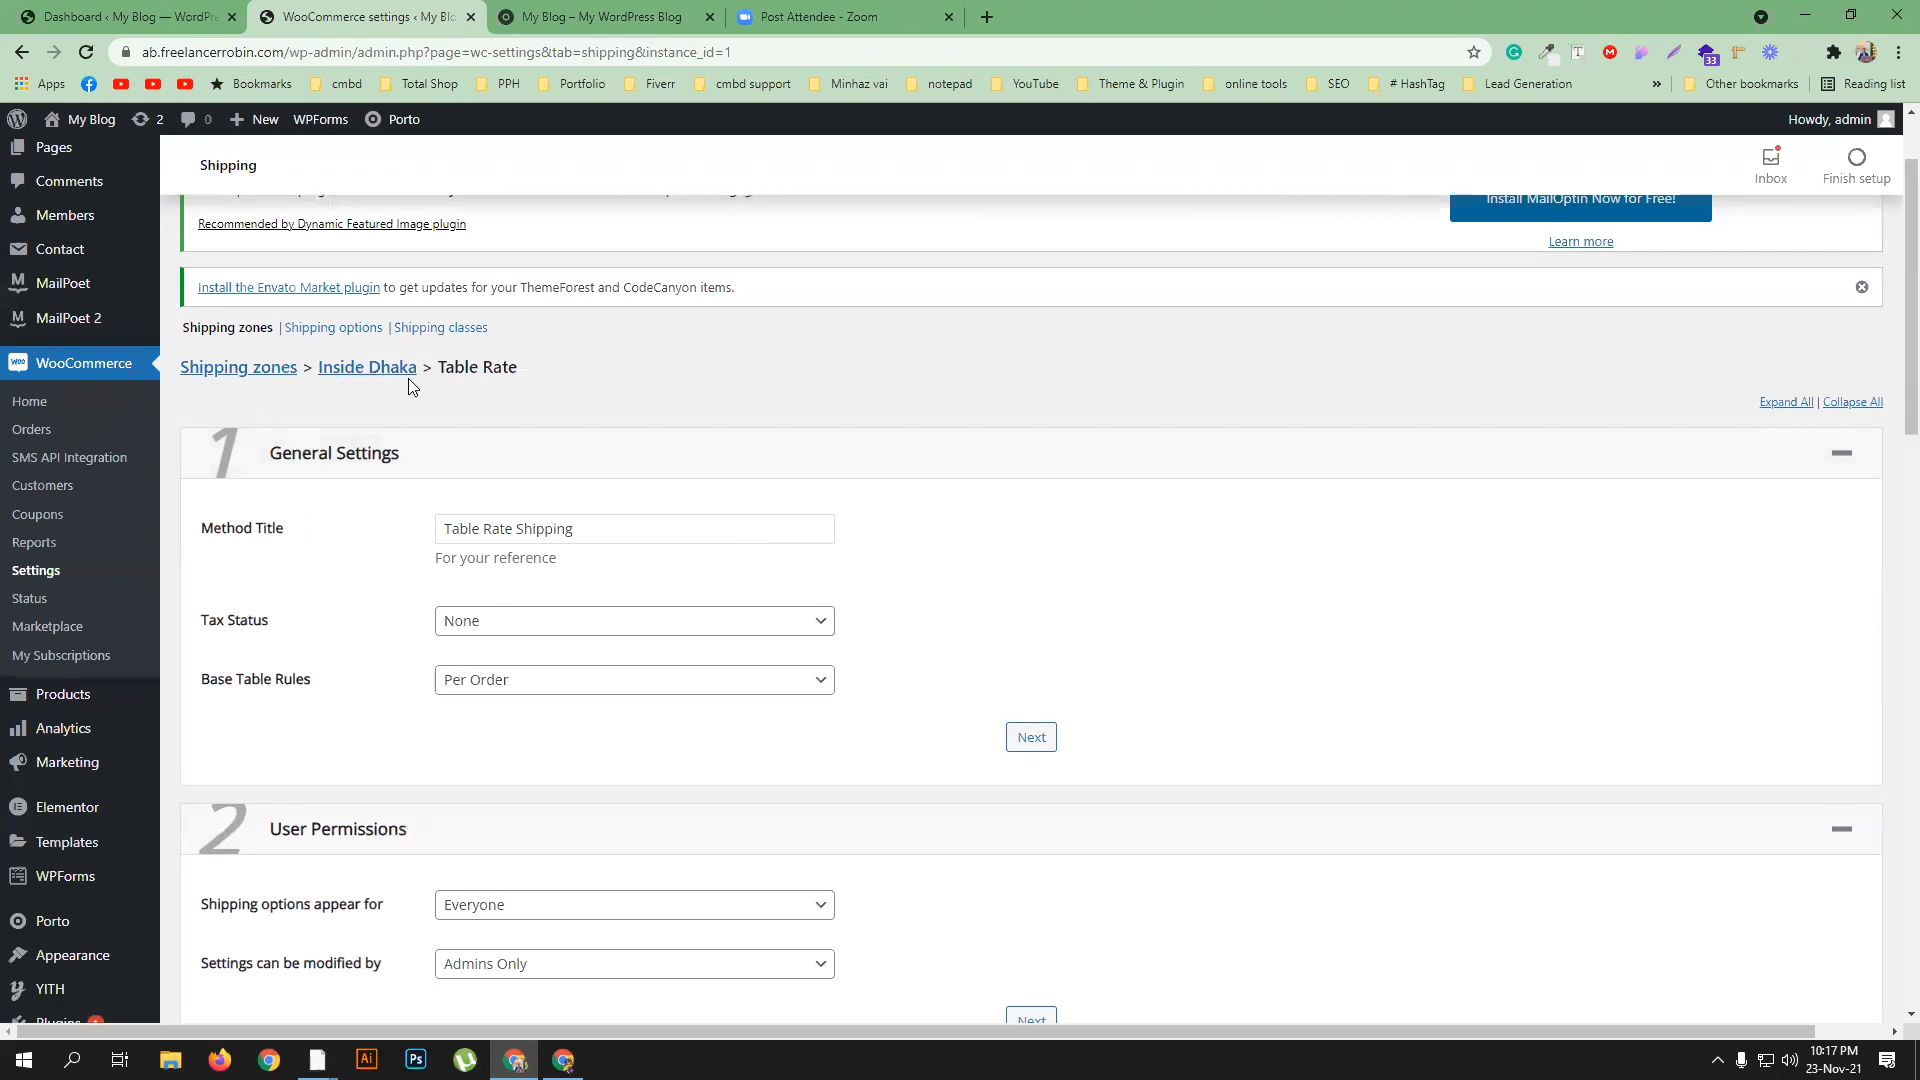 Dashboard ‹ My Blog — WordPr
WooCommerce settings ‹ My Bl
My Blog – My WordPress Blog
Post Attendee - Zoom
ab.freelancerrobin.com/wp-admin/admin.php?page=wc-settings&tab=shipping&instance_id=1
33
Apps
Bookmarks
cmbd
Total Shop
PPH
Portfolio
Fiverr
cmbd support
Minhaz vai
notepad
YouTube
Theme & Plugin
online tools
SEO
# HashTag
Lead Generation
»
Other bookmarks
Reading list
My Blog
2
0
New
WPForms
Porto
Howdy, admin
Pages
Comments
Members
Contact
MailPoet
MailPoet 2
WooCommerce
Home
Orders
SMS API Integration
Customers
Coupons
Reports
Settings
Status
Marketplace
My Subscriptions
Products
Analytics
Marketing
Elementor
Templates
WPForms
Porto
Appearance
YITH
Plugins
Shipping
Inbox
Finish setup
Install MailOptin Now for Free!
Recommended by Dynamic Featured Image plugin
Learn more
Install the Envato Market plugin to get updates for your ThemeForest and CodeCanyon items.
Shipping zones | Shipping options | Shipping classes
Shipping zones > Inside Dhaka > Table Rate
Expand All | Collapse All
1 General Settings
Method Title
Table Rate Shipping
For your reference
Tax Status
None
Base Table Rules
Per Order
Next
2 User Permissions
Shipping options appear for
Everyone
Settings can be modified by
Admins Only
Next
Ai
Ps
10:17 PM
23-Nov-21